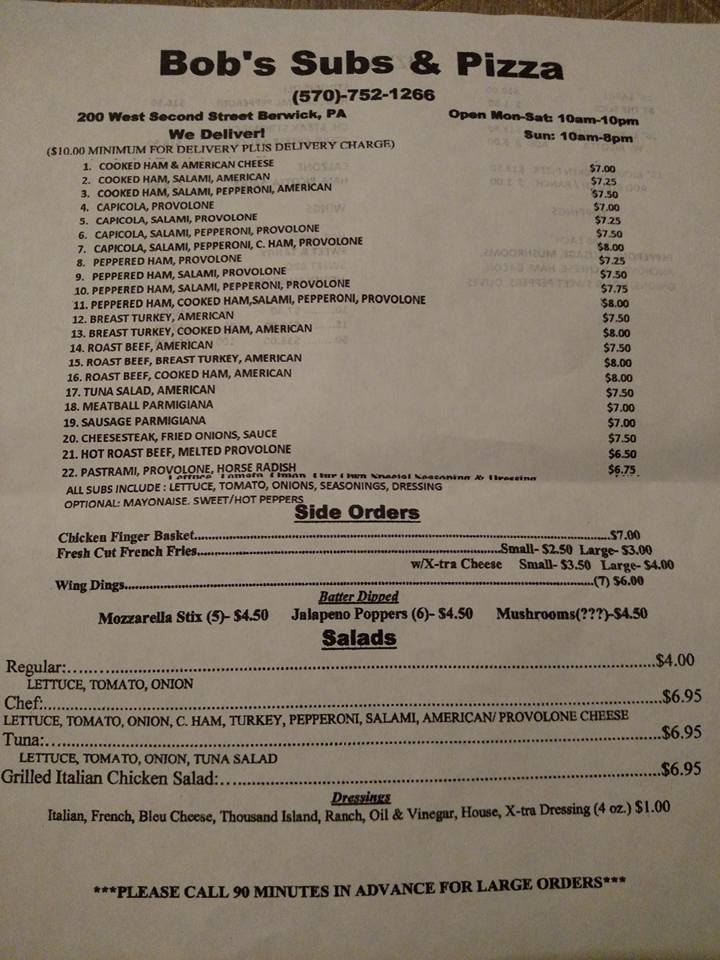 Bob's Subs & Pizza
(570)-752-1266
200 West Second Street Berwick, PA Open Mon-Sat: 10am-10pm
We Deliver! Sun: 10am-8pm
($10.00 MINIMUM FOR DELIVERY PLUS DELIVERY CHARGE)
1. COOKED HAM & AMERICAN CHEESE $7.00
2. COOKED HAM, SALAMI, AMERICAN $7.25
3. COOKED HAM, SALAMI, PEPPERONI, AMERICAN $7.50
4. CAPICOLA, PROVOLONE $7.00
5. CAPICOLA, SALAMI, PROVOLONE $7.25
6. CAPICOLA, SALAMI, PEPPERONI, PROVOLONE $7.50
7. CAPICOLA, SALAMI, PEPPERONI, C. HAM, PROVOLONE $8.00
8. PEPPERED HAM, PROVOLONE $7.25
9. PEPPERED HAM, SALAMI, PROVOLONE $7.50
10. PEPPERED HAM, SALAMI, PEPPERONI, PROVOLONE $7.75
11. PEPPERED HAM, COOKED HAM,SALAMI, PEPPERONI, PROVOLONE $8.00
12. BREAST TURKEY, AMERICAN $7.50
13. BREAST TURKEY, COOKED HAM, AMERICAN $8.00
14. ROAST BEEF, AMERICAN $7.50
15. ROAST BEEF, BREAST TURKEY, AMERICAN $8.00
16. ROAST BEEF, COOKED HAM, AMERICAN $8.00
17. TUNA SALAD, AMERICAN $7.50
18. MEATBALL PARMIGIANA $7.00
19. SAUSAGE PARMIGIANA $7.00
20. CHEESESTEAK, FRIED ONIONS, SAUCE $7.50
21. HOT ROAST BEEF, MELTED PROVOLONE $6.50
22. PASTRAMI, PROVOLONE, HORSE RADISH $6.75
Lettuce, Tomato, Onion, Our Own Special Seasoning & Dressing
ALL SUBS INCLUDE : LETTUCE, TOMATO, ONIONS, SEASONINGS, DRESSING
OPTIONAL: MAYONAISE. SWEET/HOT PEPPERS
Side Orders
Chicken Finger Basket.......................................................$7.00
Fresh Cut French Fries.......................................................Small- $2.50 Large- $3.00
w/X-tra Cheese Small- $3.50 Large- $4.00
Wing Dings.......................................................(7) $6.00
Batter Dipped
Mozzarella Stix (5)- $4.50 Jalapeno Poppers (6)- $4.50 Mushrooms(???)-$4.50
Salads
Regular:.......................................................$4.00
LETTUCE, TOMATO, ONION
Chef:.......................................................$6.95
LETTUCE, TOMATO, ONION, C. HAM, TURKEY, PEPPERONI, SALAMI, AMERICAN/ PROVOLONE CHEESE
Tuna:.......................................................$6.95
LETTUCE, TOMATO, ONION, TUNA SALAD
Grilled Italian Chicken Salad:.......................................................$6.95
Dressings
Italian, French, Bleu Cheese, Thousand Island, Ranch, Oil & Vinegar, House, X-tra Dressing (4 oz.) $1.00
***PLEASE CALL 90 MINUTES IN ADVANCE FOR LARGE ORDERS***